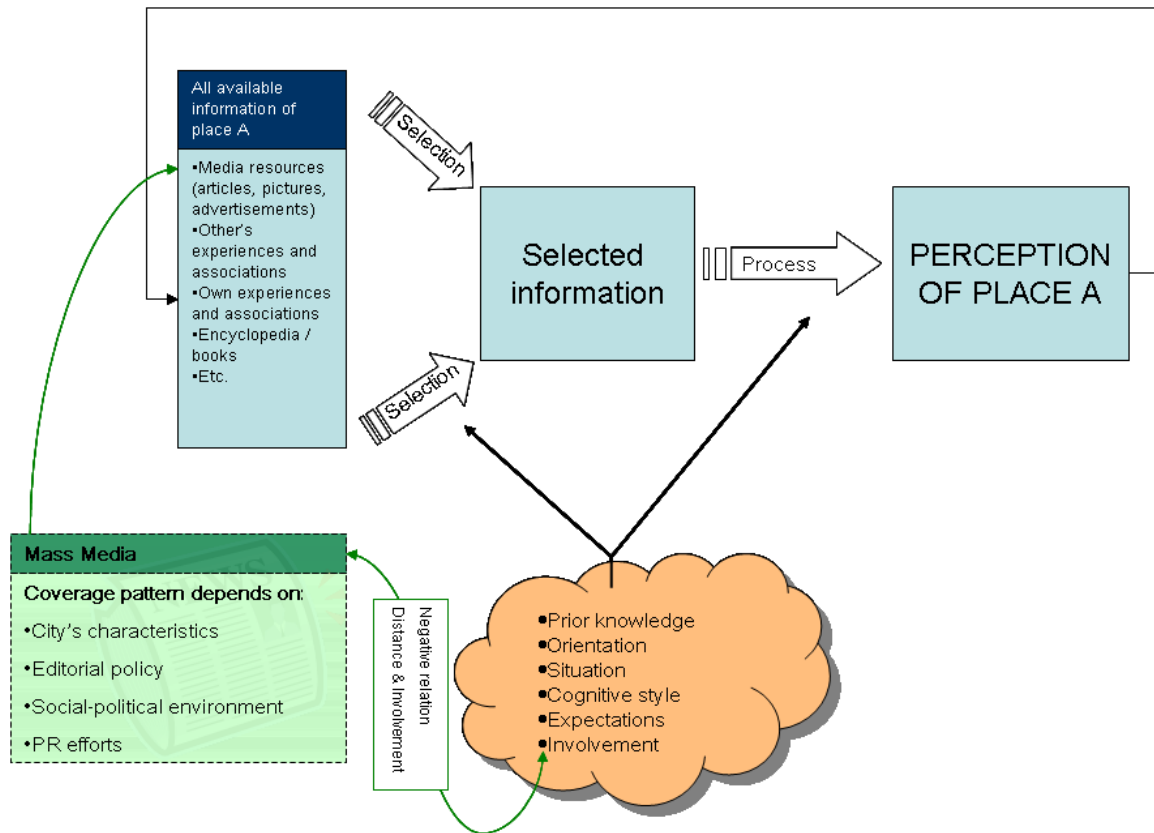 All available
information of
place A
•Media resources
(articles, pictures,
advertisements)
•Other's
experiences and
associations
•Own experiences
and associations
•Encyclopedia /
books
•Etc.
Selection
Selection
Selected
information
Process
PERCEPTION
OF PLACE A
Mass Media
NEWS
Coverage pattern depends on:
•City's characteristics
•Editorial policy
•Social-political environment
•PR efforts
Negative relation
Distance & Involvement
•Prior knowledge
•Orientation
•Situation
•Cognitive style
•Expectations
•Involvement